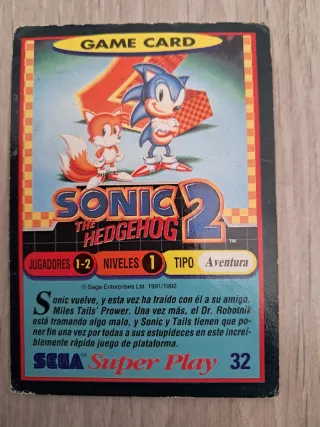 GAME CARD
SONIC
THE
HEDGEHOG 2 ™
JUGADORES 1-2 NIVELES 1 TIPO Aventura
© Sega Enterprises Ltd. 1991/1992
Sonic vuelve, y esta vez ha traído con él a su amigo,
Miles Tails' Prower. Una vez más, el Dr. Robotnik
está tramando algo malo, y Sonic y Tails tienen que po-
ner fin una vez por todas a sus estupideces en este increí-
blemente rápido juego de plataforma.
SEGA Super Play 32